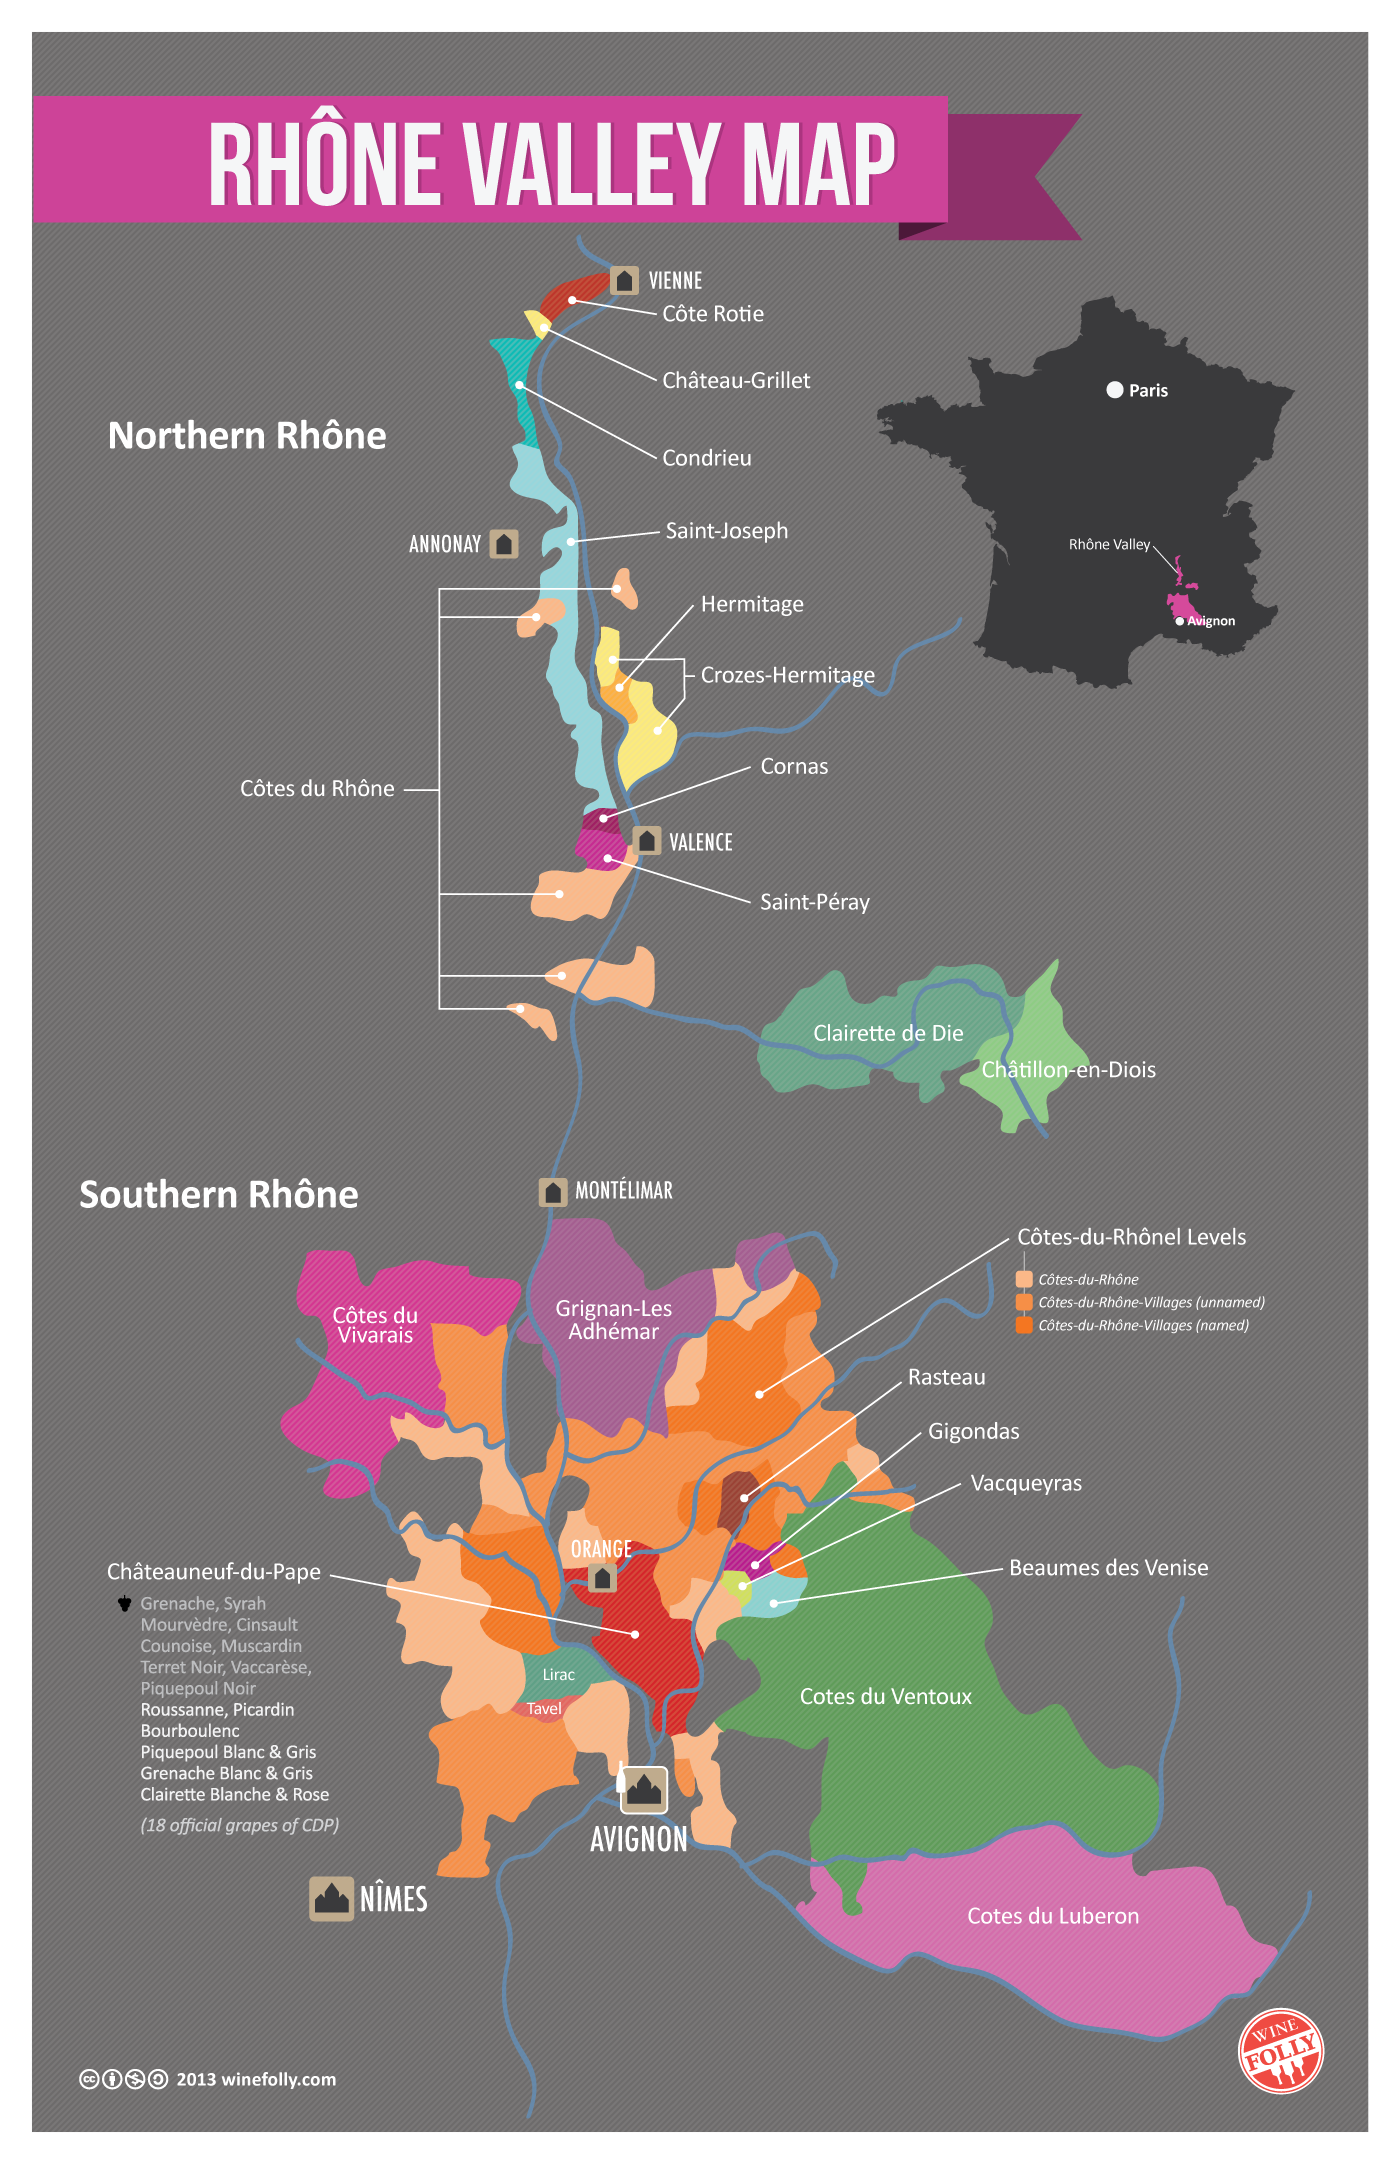 RHÔNE VALLEY MAP
VIENNE
Côte Rotie
Château-Grillet
Paris
Northern Rhône
Condrieu
Saint-Joseph
ANNONAY
Rhône Valley
Hermitage
Avignon
Crozes-Hermitage
Cornas
Côtes du Rhône
VALENCE
Saint-Péray
Clairette de Die
Châtillon-en-Diois
Southern Rhône
MONTÉLIMAR
Côtes-du-Rhônel Levels
Côtes-du-Rhône
Côtes-du-Rhône-Villages (unnamed)
Côtes-du-Rhône-Villages (named)
Côtes du
Vivarais
Grignan-Les
Adhémar
Rasteau
Gigondas
Vacqueyras
ORANGE
Beaumes des Venise
Châteauneuf-du-Pape
Grenache, Syrah
Mourvèdre, Cinsault
Counoise, Muscardin
Terret Noir, Vaccarèse,
Piquepoul Noir
Roussanne, Picardin
Bourboulenc
Piquepoul Blanc & Gris
Grenache Blanc & Gris
Clairette Blanche & Rose
(18 official grapes of CDP)
Lirac
Tavel
Cotes du Ventoux
AVIGNON
NÎMES
Cotes du Luberon
WINE
FOLLY
cc 2013 winefolly.com